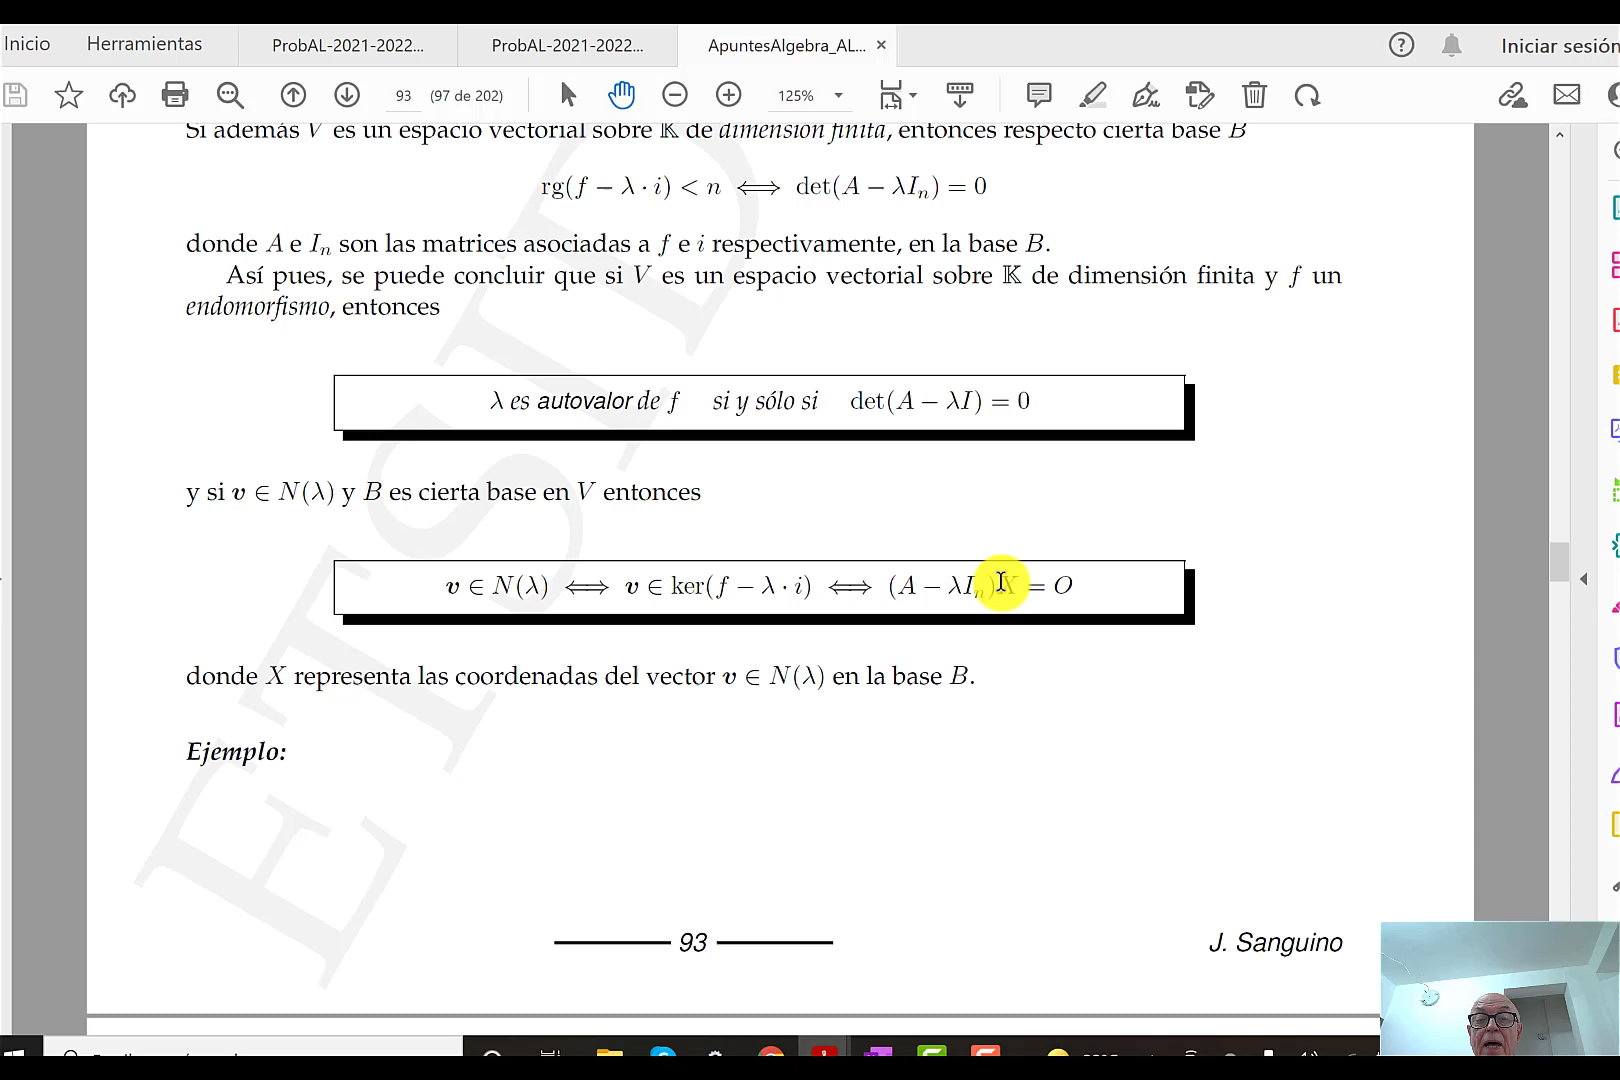 Inicio Herramientas ProbAL-2021-2022... ProbAL-2021-2022... ApuntesAlgebra_AL... × ? Iniciar sesión
93 (97 de 202) 125%
Si además V es un espacio vectorial sobre 𝕂 de dimensión finita, entonces respecto cierta base B
rg(f − λ · i) < n ⟺ det(A − λIₙ) = 0
donde A e Iₙ son las matrices asociadas a f e i respectivamente, en la base B.
Así pues, se puede concluir que si V es un espacio vectorial sobre 𝕂 de dimensión finita y f un
endomorfismo, entonces
λ es autovalor de f si y sólo si det(A − λI) = 0
y si v ∈ N(λ) y B es cierta base en V entonces
v ∈ N(λ) ⟺ v ∈ ker(f − λ · i) ⟺ (A − λIₙ)X = O
donde X representa las coordenadas del vector v ∈ N(λ) en la base B.
Ejemplo:
93
J. Sanguino
ETSID